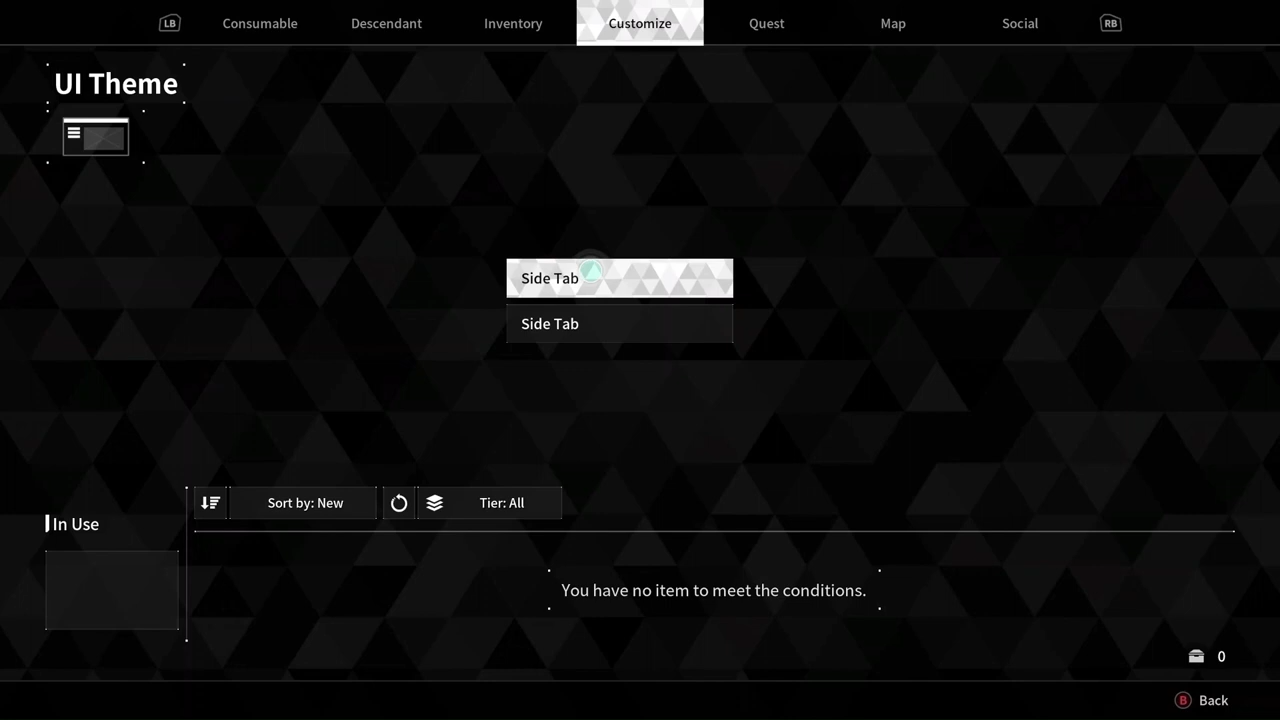 LB
Consumable
Descendant
Inventory
Customize
Quest
Map
Social
RB
UI Theme
Side Tab
Side Tab
Sort by: New
Tier: All
In Use
You have no item to meet the conditions.
0
B Back